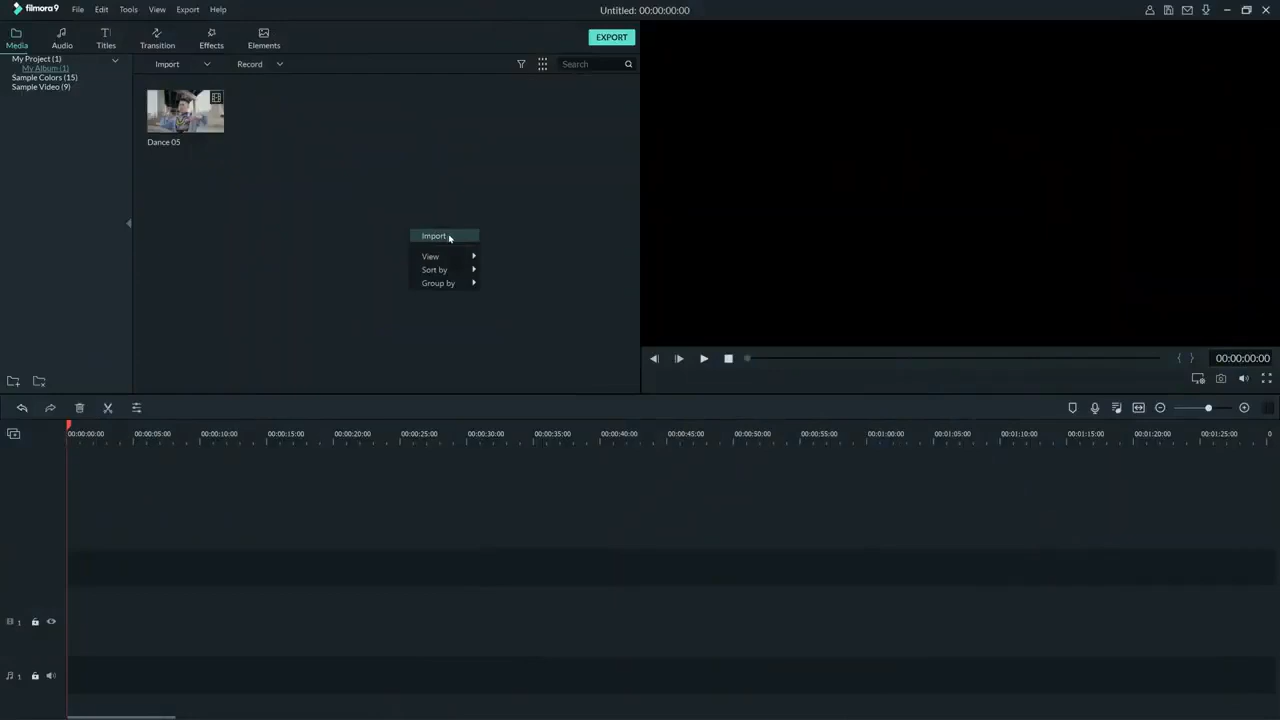 filmora9 File Edit Tools View Export Help Untitled: 00:00:00:00
Media Audio Titles Transition Effects Elements EXPORT
My Project (1)
My Album (1)
Sample Colors (15)
Sample Video (9)
Import Record Search
Dance 05
Import
View
Sort by
Group by
{ } 00:00:00:00
00:00:00:00 00:00:05:00 00:00:10:00 00:00:15:00 00:00:20:00 00:00:25:00 00:00:30:00 00:00:35:00 00:00:40:00 00:00:45:00 00:00:50:00 00:00:55:00 00:01:00:00 00:01:05:00 00:01:10:00 00:01:15:00 00:01:20:00 00:01:25:00 0
1
1